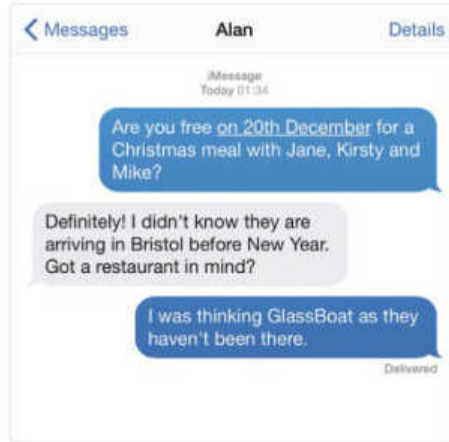 Messages Alan Details
iMessage
Today 01:34
Are you free on 20th December for a
Christmas meal with Jane, Kirsty and
Mike?
Definitely! I didn't know they are
arriving in Bristol before New Year.
Got a restaurant in mind?
I was thinking GlassBoat as they
haven't been there.
Delivered